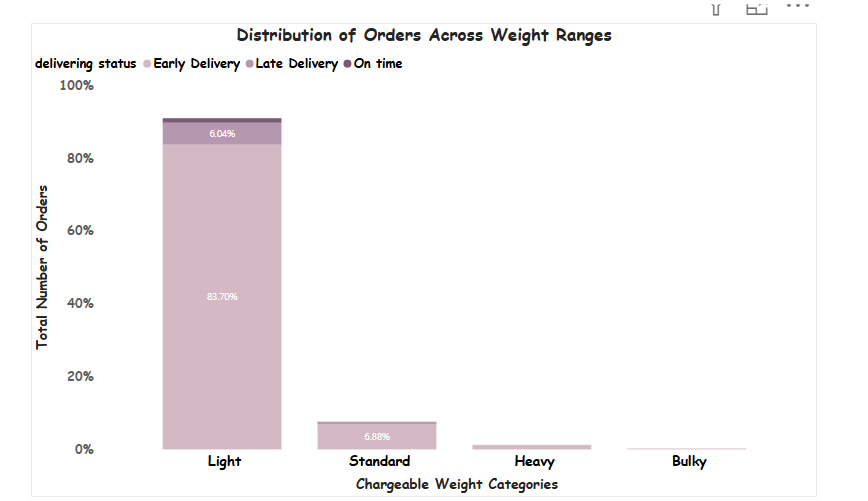 Distribution of Orders Across Weight Ranges
delivering status Early Delivery Late Delivery On time
100%
80%
60%
40%
20%
0%
Total Number of Orders
6.04%
83.70%
6.88%
Light Standard Heavy Bulky
Chargeable Weight Categories